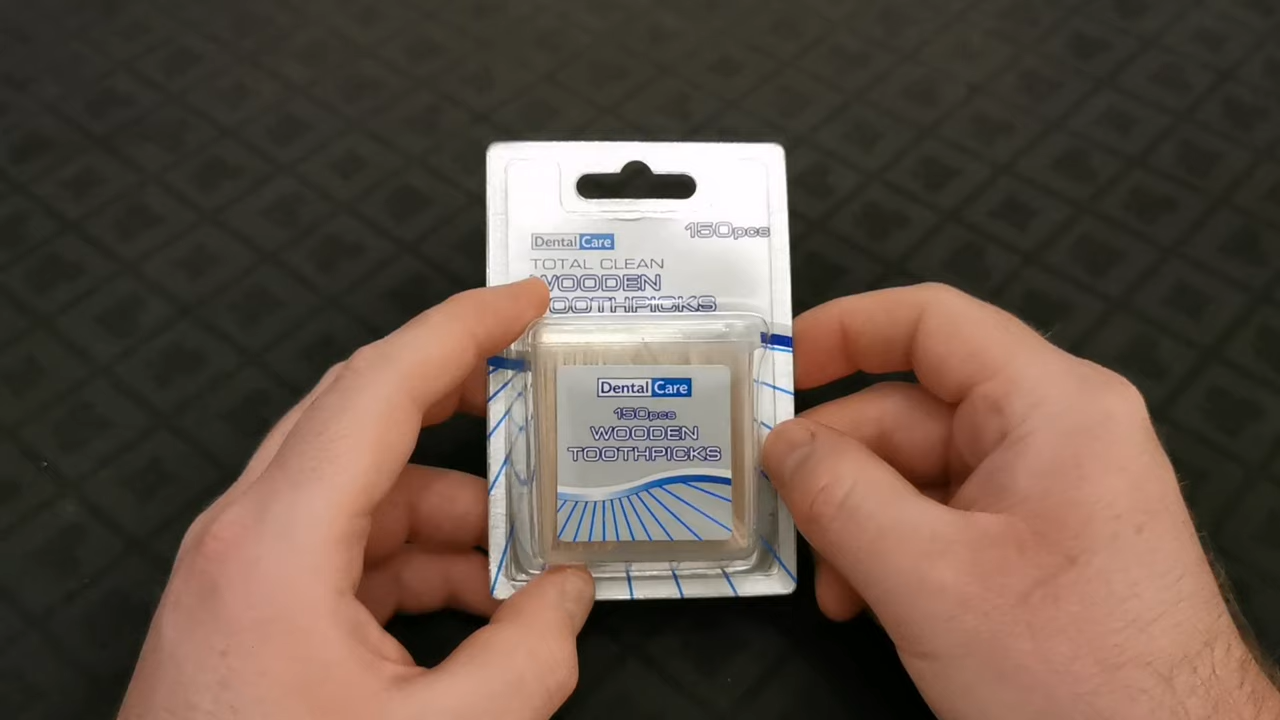 150pcs
Dental Care
TOTAL CLEAN
WOODEN
TOOTHPICKS
Dental Care
150pcs
WOODEN
TOOTHPICKS